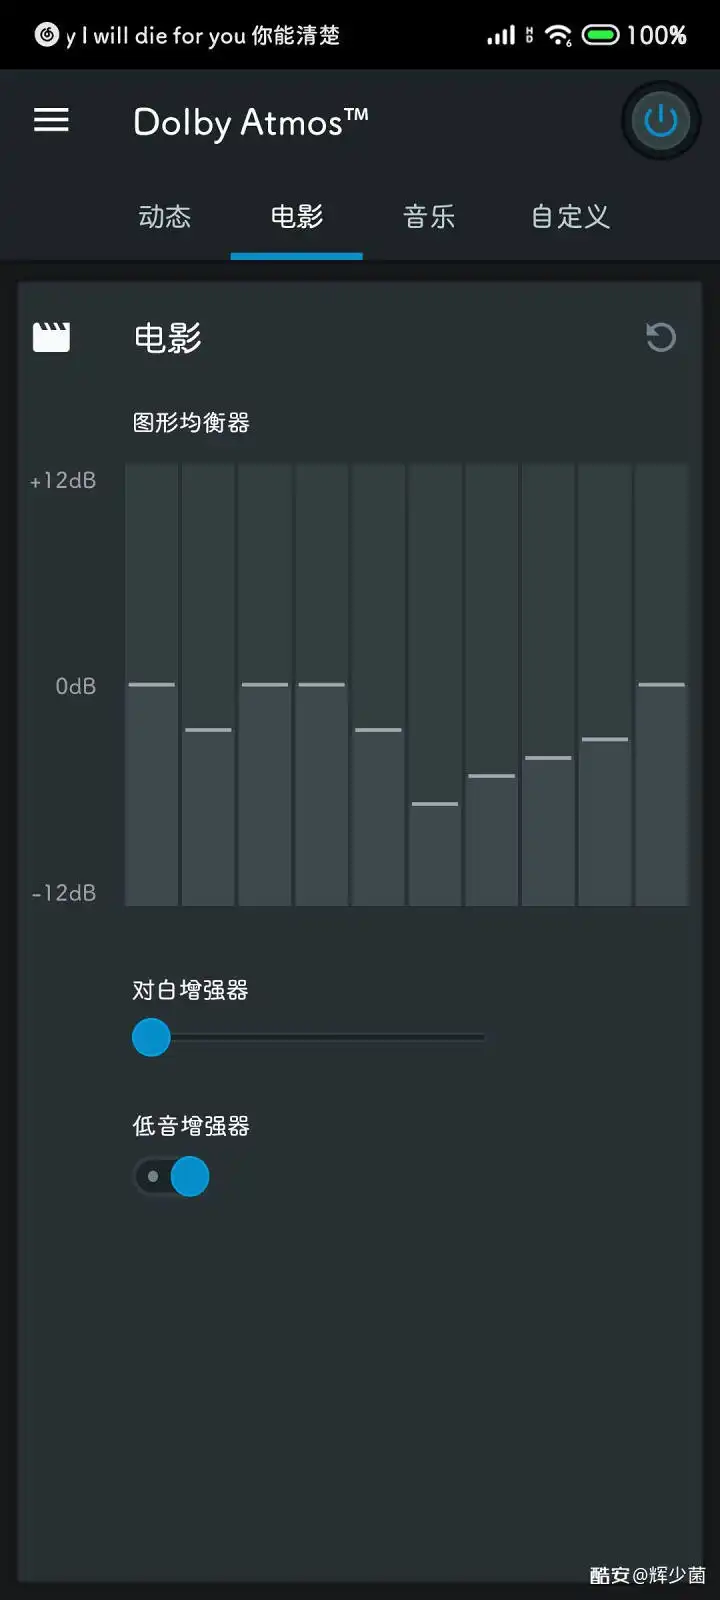 y I will die for you 你能清楚
HD 6 100%
Dolby Atmos™
动态 电影 音乐 自定义
电影
图形均衡器
+12dB
0dB
-12dB
对白增强器
低音增强器
酷安@辉少菌